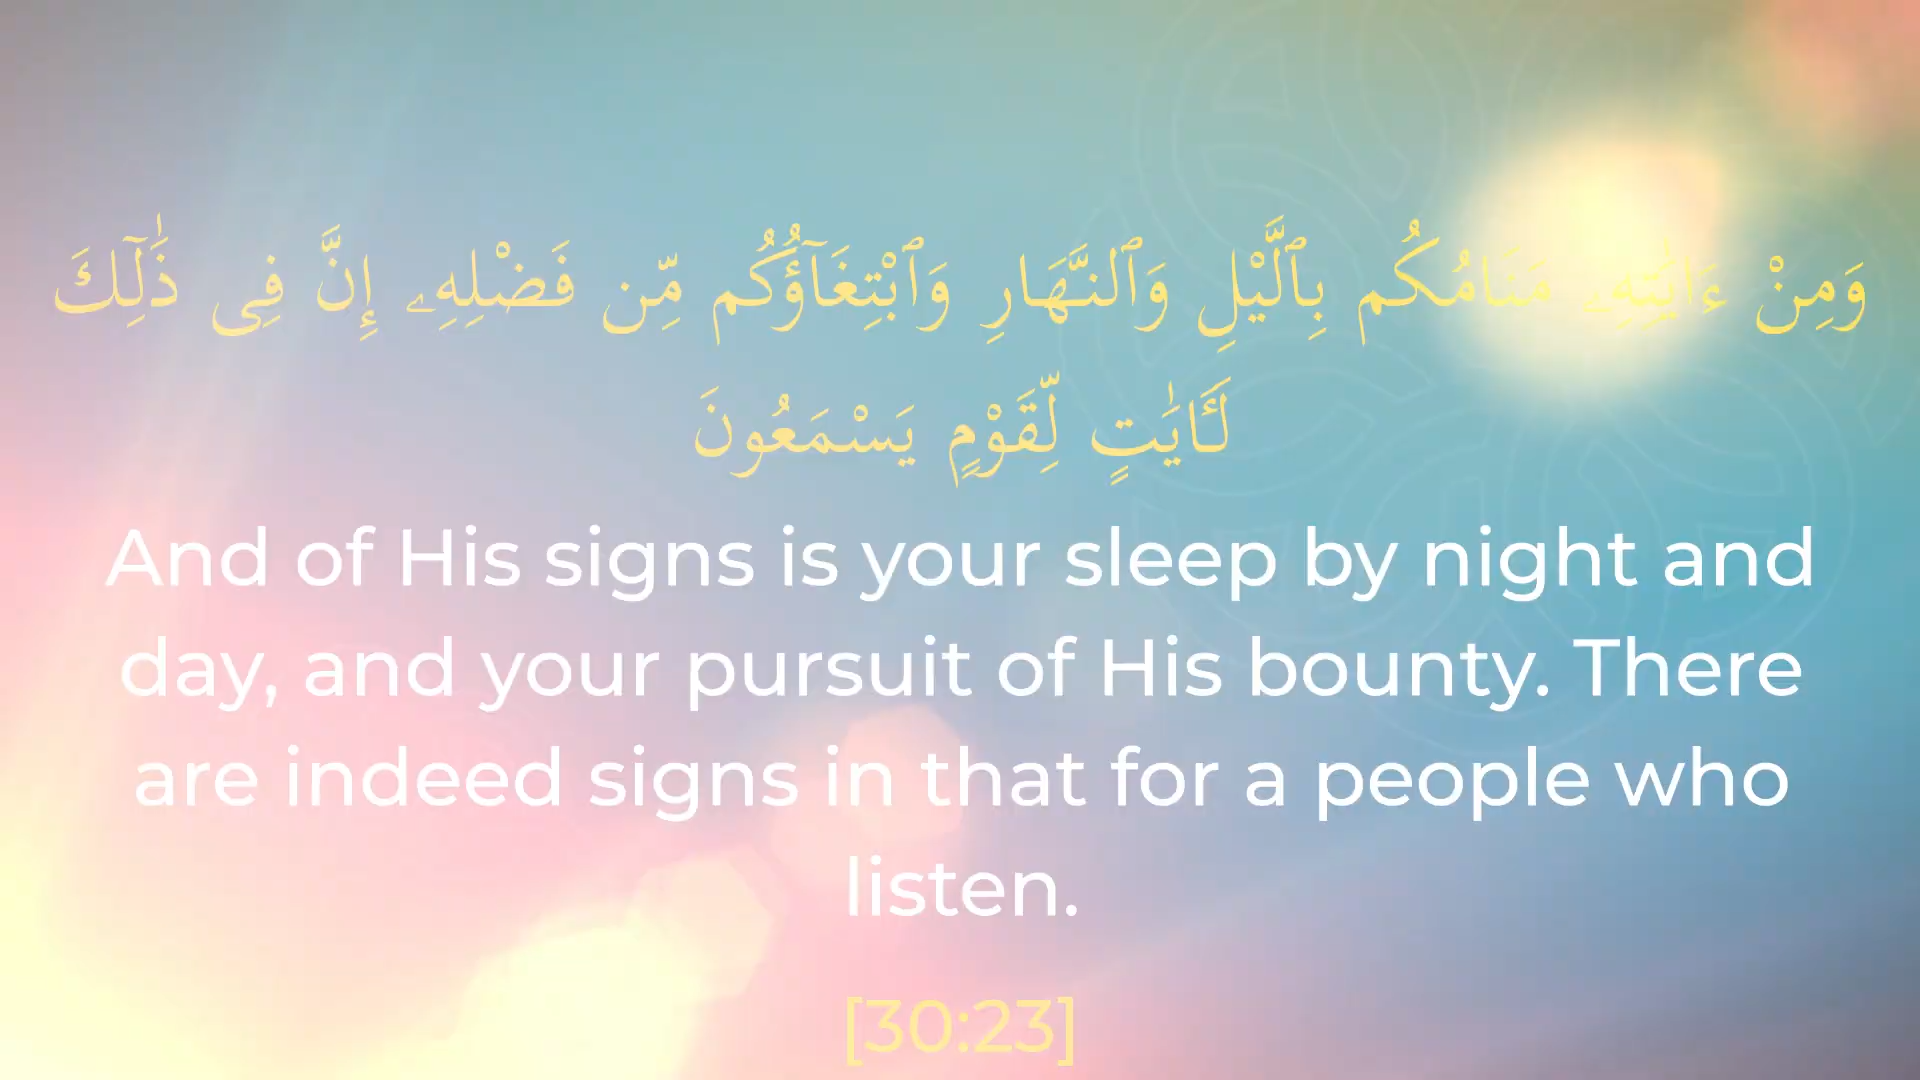 وَمِنْ ءَايَٰتِهِۦ مَنَامُكُم بِٱلَّيْلِ وَٱلنَّهَارِ وَٱبْتِغَآؤُكُم مِّن فَضْلِهِۦٓ إِنَّ فِى ذَٰلِكَ
لَـَٔايَٰتٍ لِّقَوْمٍ يَسْمَعُونَ
And of His signs is your sleep by night and
day, and your pursuit of His bounty. There
are indeed signs in that for a people who
listen.
[30:23]